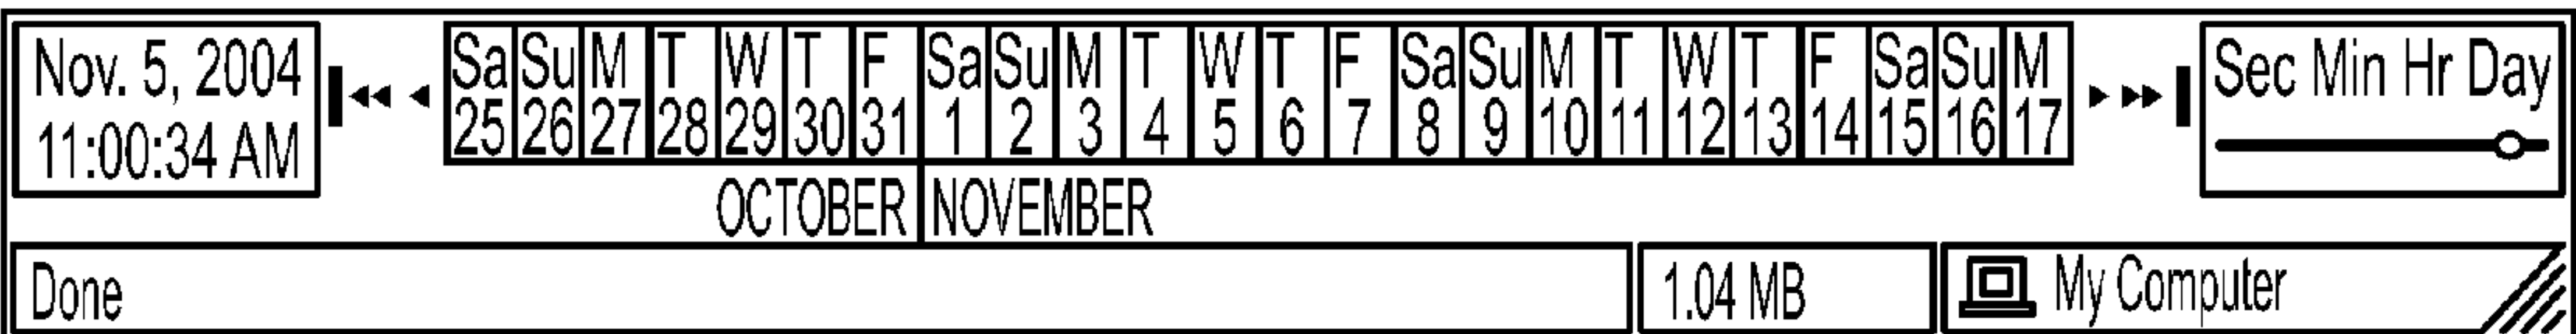 Nov. 5, 2004
11:00:34 AM
Sa Su M T W T F Sa Su M T W T F Sa Su M T W T F Sa Su M
25 26 27 28 29 30 31 1 2 3 4 5 6 7 8 9 10 11 12 13 14 15 16 17
Sec Min Hr Day
OCTOBER NOVEMBER
Done 1.04 MB My Computer